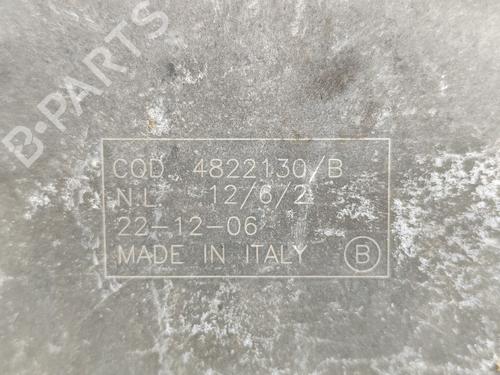 B-PARTS
COD. 4822130/B
N.L. 12/6/2
22-12-06
MADE IN ITALY B